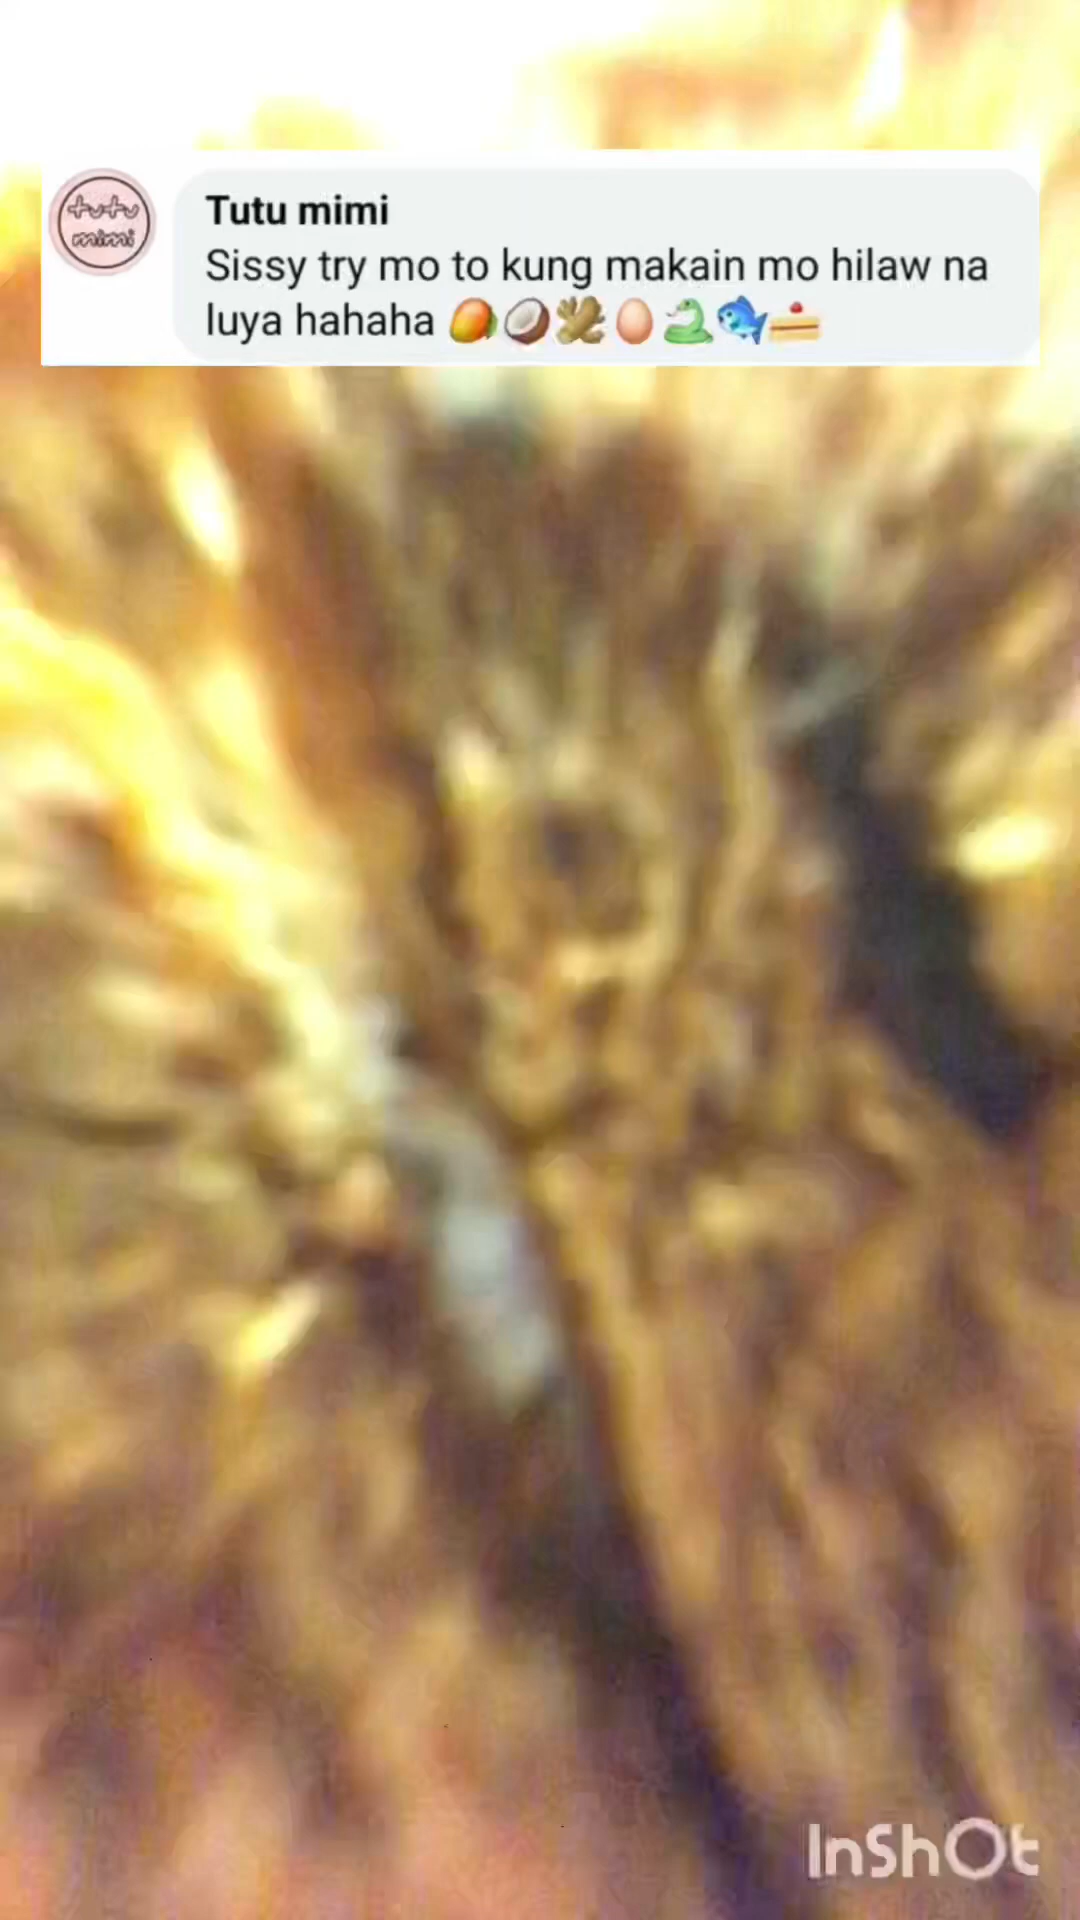 tutu
mimi
Tutu mimi
Sissy try mo to kung makain mo hilaw na
luya hahaha 🥭🥥🫚🥚🐍🐟🍰
InShOt